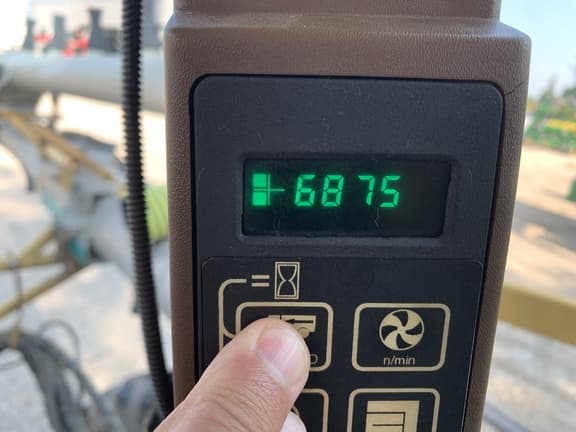 6875
=
n/min